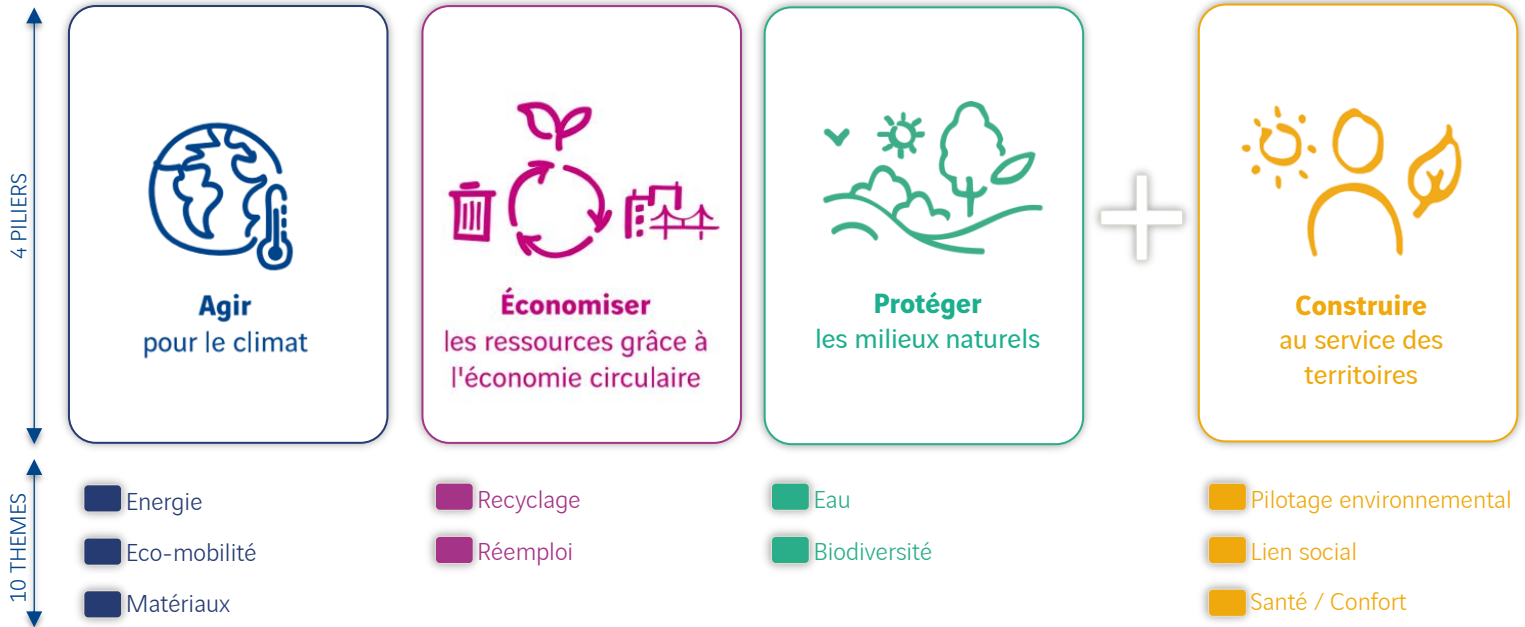 4 PILIERS
Agir
pour le climat
Économiser
les ressources grâce à
l'économie circulaire
Protéger
les milieux naturels
Construire
au service des
territoires
10 THEMES
Energie
Eco-mobilité
Matériaux
Recyclage
Réemploi
Eau
Biodiversité
Pilotage environnemental
Lien social
Santé / Confort